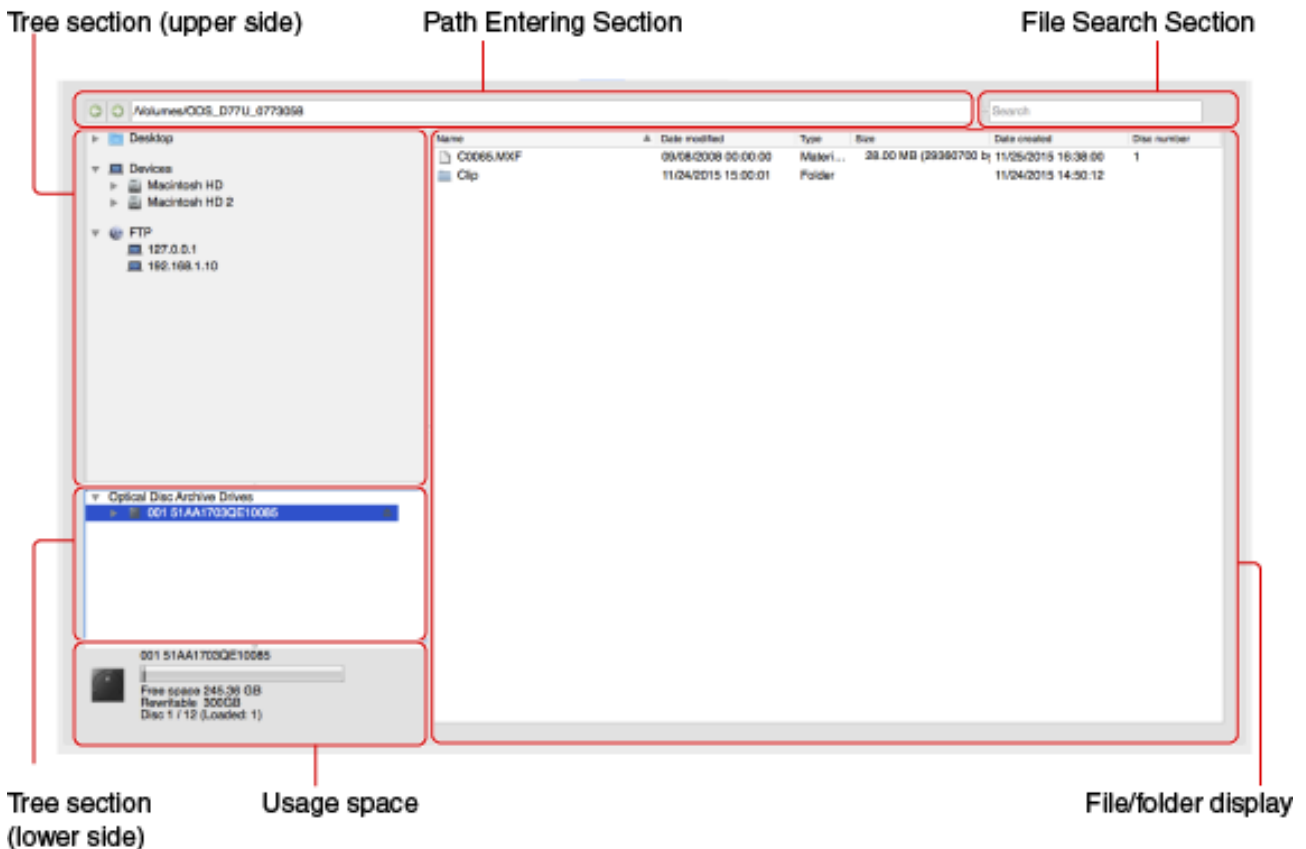 Tree section (upper side) Path Entering Section File Search Section
/Volumes/ODS_D77U_0773058 Search
Desktop
Devices
Macintosh HD
Macintosh HD 2
FTP
127.0.0.1
192.168.1.10
Name Date modified Type Size Date created Disc number
C0065.MXF 09/08/2008 00:00:00 Materi... 28.00 MB (29360700 by 11/25/2015 16:38:00 1
Clip 11/24/2015 15:00:01 Folder 11/24/2015 14:50:12
Optical Disc Archive Drives
001 51AA1703QE10085
001 51AA1703QE10085
Free space 245.36 GB
Rewritable 300GB
Disc 1 / 12 (Loaded: 1)
Tree section
(lower side)
Usage space
File/folder display